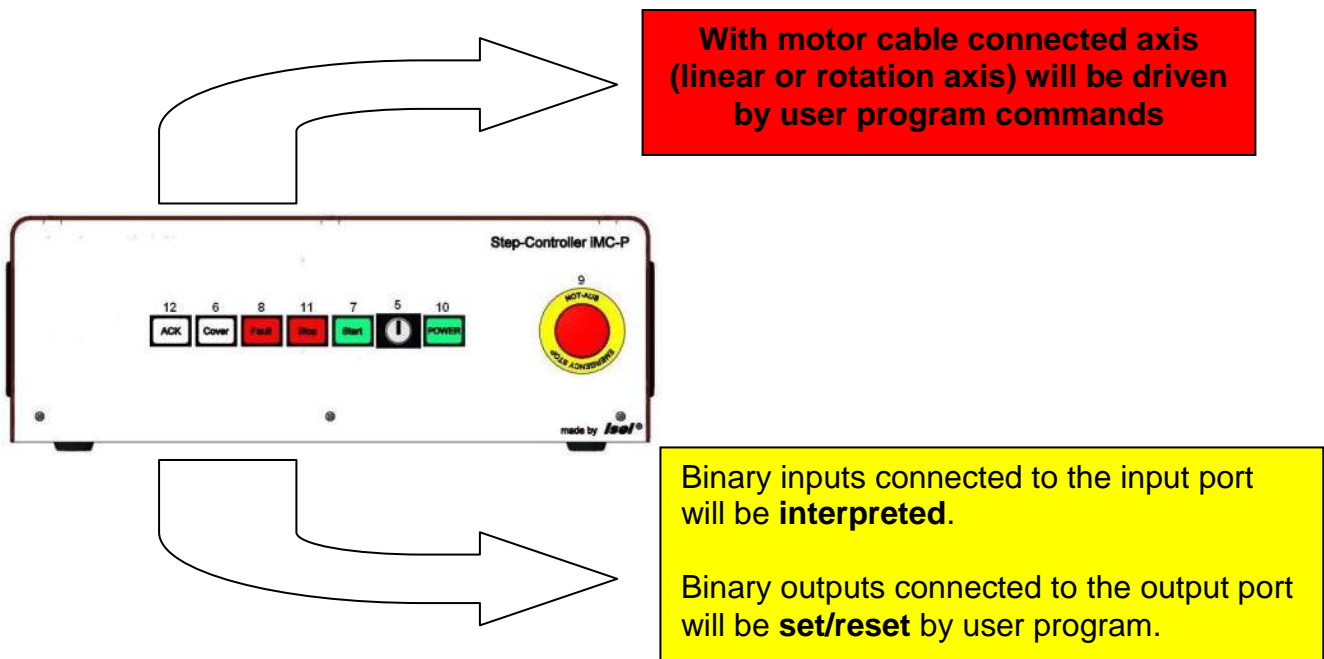 With motor cable connected axis
(linear or rotation axis) will be driven
by user program commands
Step-Controller iMC-P
12 6 8 11 7 5 10
ACK Cover Fault Stop Start POWER
9
NOT-AUS
EMERGENCY STOP
made by isel®
Binary inputs connected to the input port
will be interpreted.
Binary outputs connected to the output port
will be set/reset by user program.